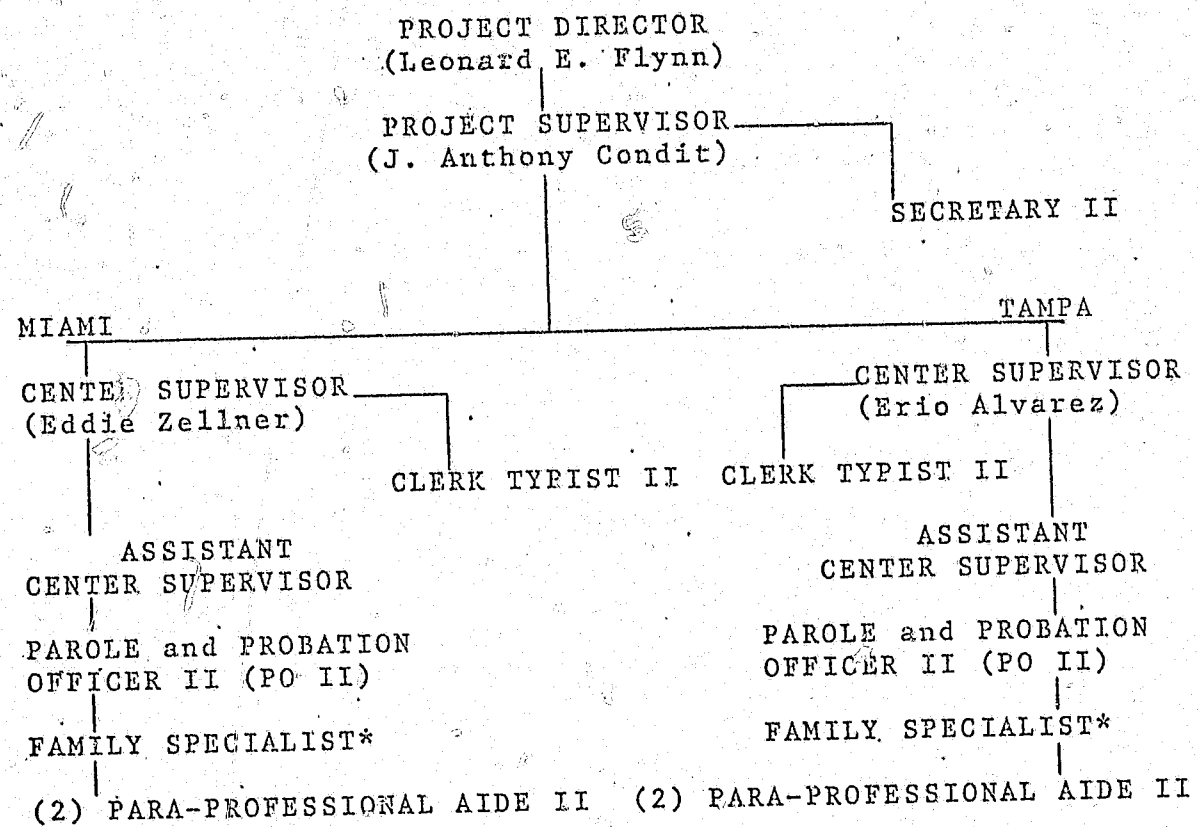 PROJECT DIRECTOR
(Leonard E. Flynn)
PROJECT SUPERVISOR
(J. Anthony Condit)
SECRETARY II
MIAMI
TAMPA
CENTER SUPERVISOR
(Eddie Zellner)
CENTER SUPERVISOR
(Erio Alvarez)
CLERK TYPIST II
CLERK TYPIST II
ASSISTANT
CENTER SUPERVISOR
ASSISTANT
CENTER SUPERVISOR
PAROLE and PROBATION
OFFICER II (PO II)
PAROLE and PROBATION
OFFICER II (PO II)
FAMILY SPECIALIST*
FAMILY SPECIALIST*
(2) PARA-PROFESSIONAL AIDE II
(2) PARA-PROFESSIONAL AIDE II